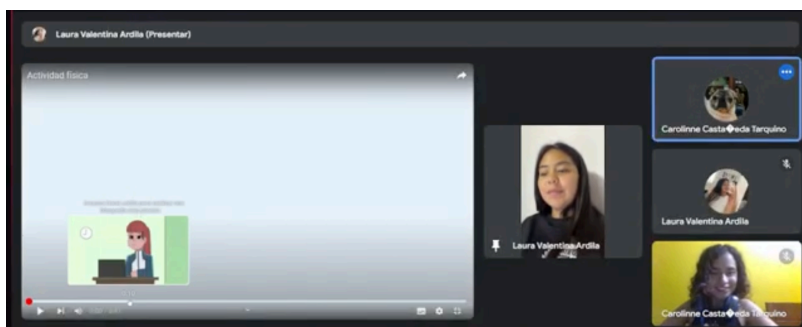 Laura Valentina Ardila (Presentar)
Actividad física
Carolinne Casta�eda Tarquino
Laura Valentina Ardila
Laura Valentina Ardila
Carolinne Casta�eda Tarquino